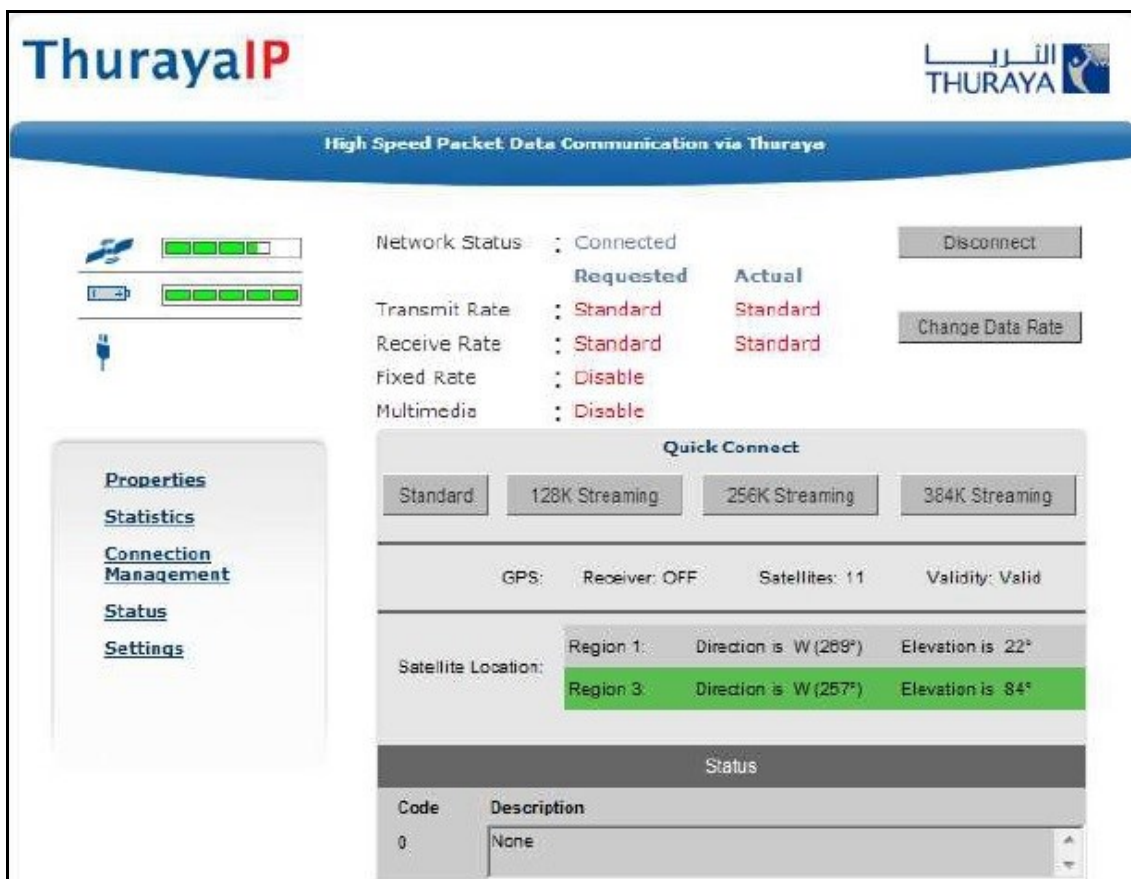 ThurayaIP
الثريا
THURAYA
High Speed Packet Data Communication via Thuraya
Network Status : Connected
Disconnect
Requested Actual
Transmit Rate : Standard Standard
Receive Rate : Standard Standard
Change Data Rate
Fixed Rate : Disable
Multimedia : Disable
Properties
Statistics
Connection
Management
Status
Settings
Quick Connect
Standard 128K Streaming 256K Streaming 384K Streaming
GPS: Receiver: OFF Satellites: 11 Validity: Valid
Satellite Location:
Region 1: Direction is W (269°) Elevation is 22°
Region 3: Direction is W (257°) Elevation is 84°
Status
Code Description
0 None